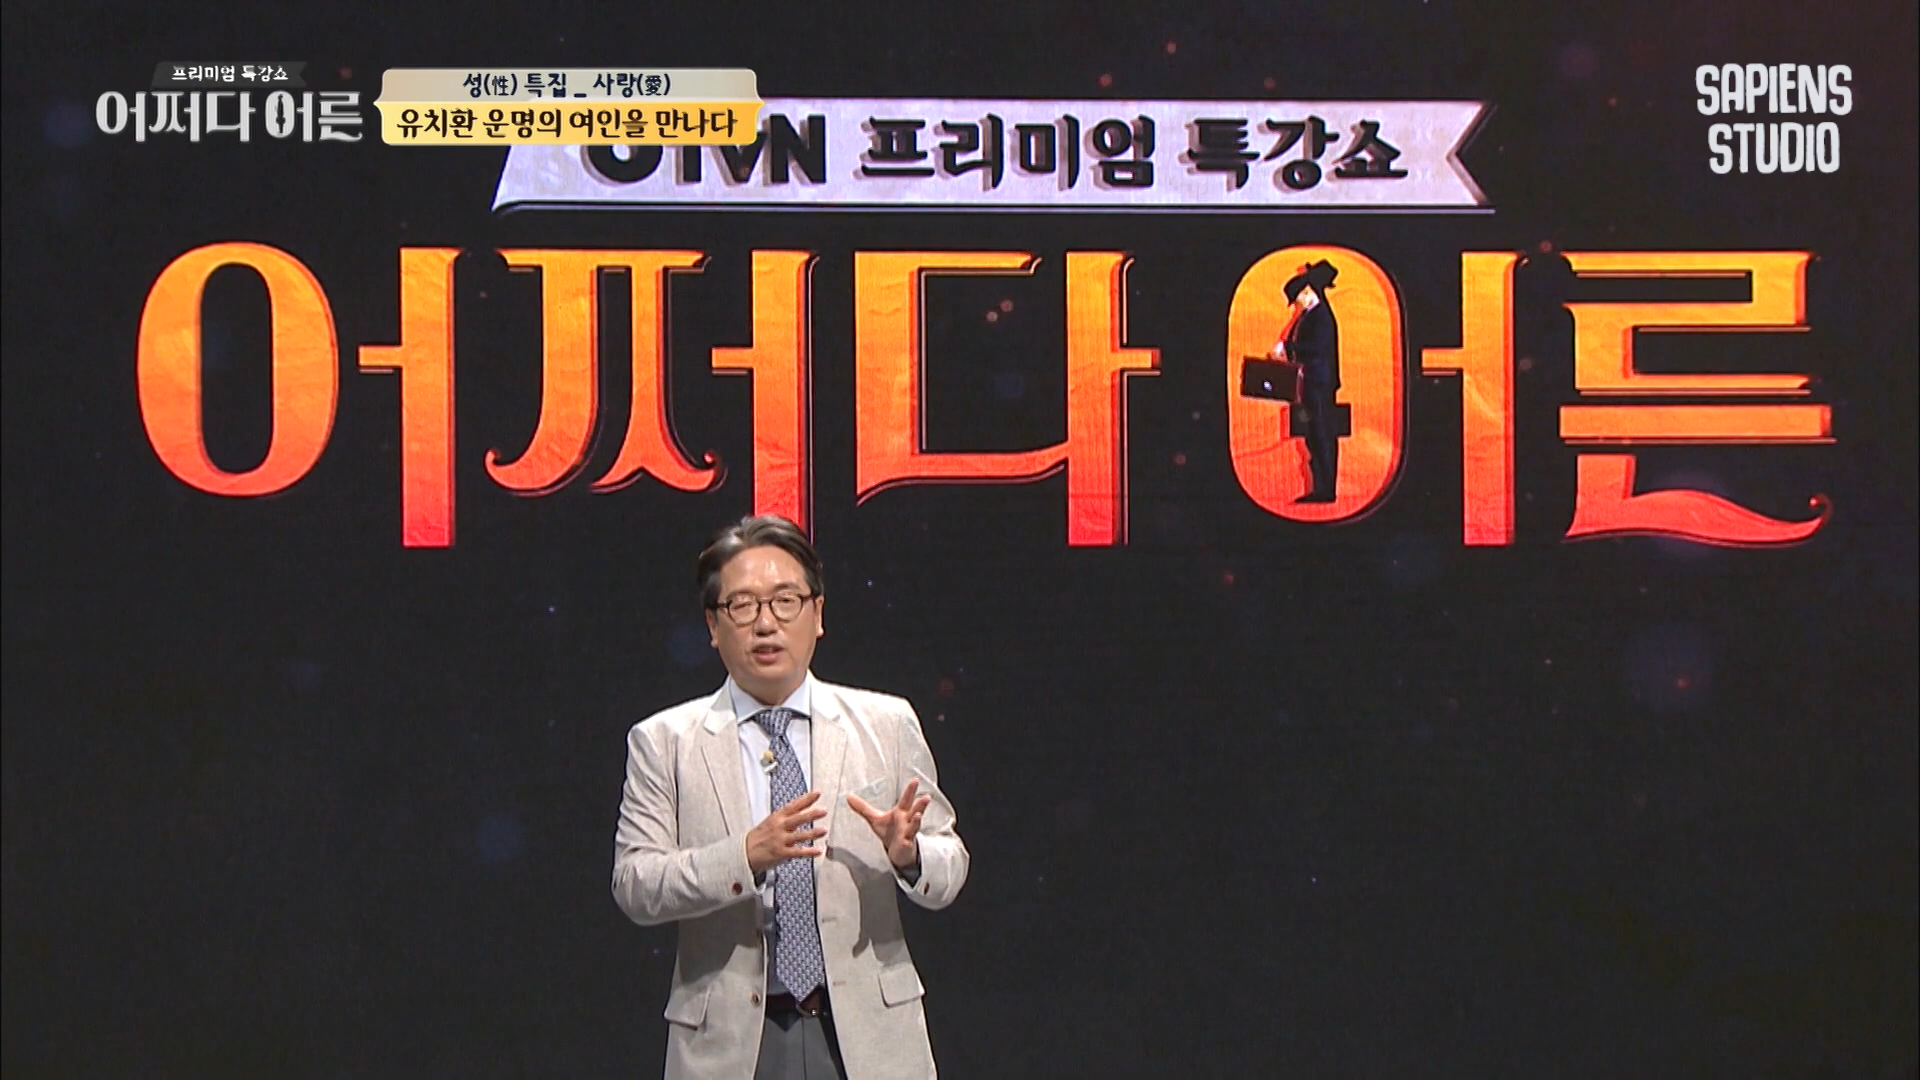 프리미엄 특강쇼
어쩌다 어른
성(性) 특집 _ 사랑(愛)
유치환 운명의 여인을 만나다
SAPIENS
STUDIO
OtvN 프리미엄 특강쇼
어쩌다 어른